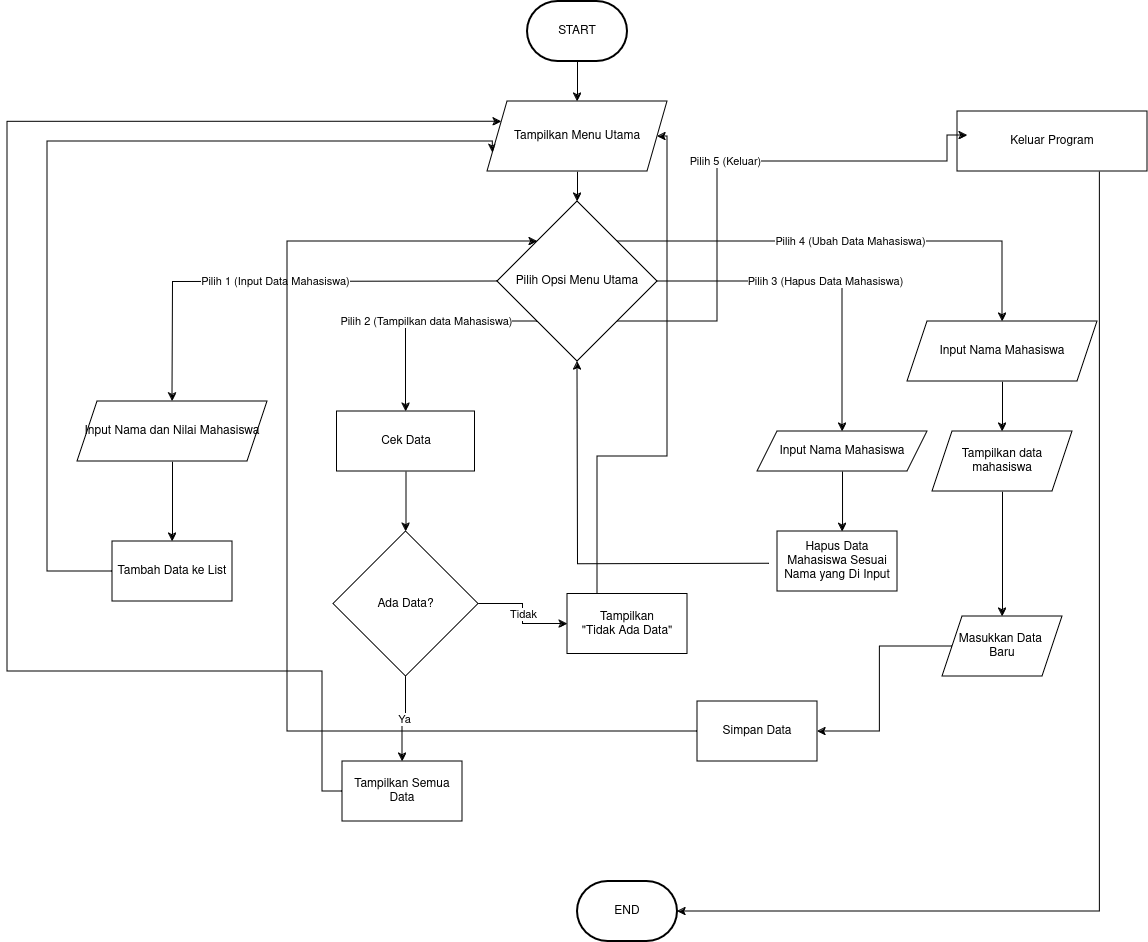 START
Tampilkan Menu Utama
Keluar Program
Pilih 5 (Keluar)
Pilih 4 (Ubah Data Mahasiswa)
Pilih Opsi Menu Utama
Pilih 1 (Input Data Mahasiswa)
Pilih 3 (Hapus Data Mahasiswa)
Pilih 2 (Tampilkan data Mahasiswa)
Input Nama Mahasiswa
Input Nama dan Nilai Mahasiswa
Cek Data
Input Nama Mahasiswa
Tampilkan data
mahasiswa
Tambah Data ke List
Hapus Data
Mahasiswa Sesuai
Nama yang Di Input
Ada Data?
Tidak
Tampilkan
"Tidak Ada Data"
Masukkan Data
Baru
Ya
Simpan Data
Tampilkan Semua
Data
END